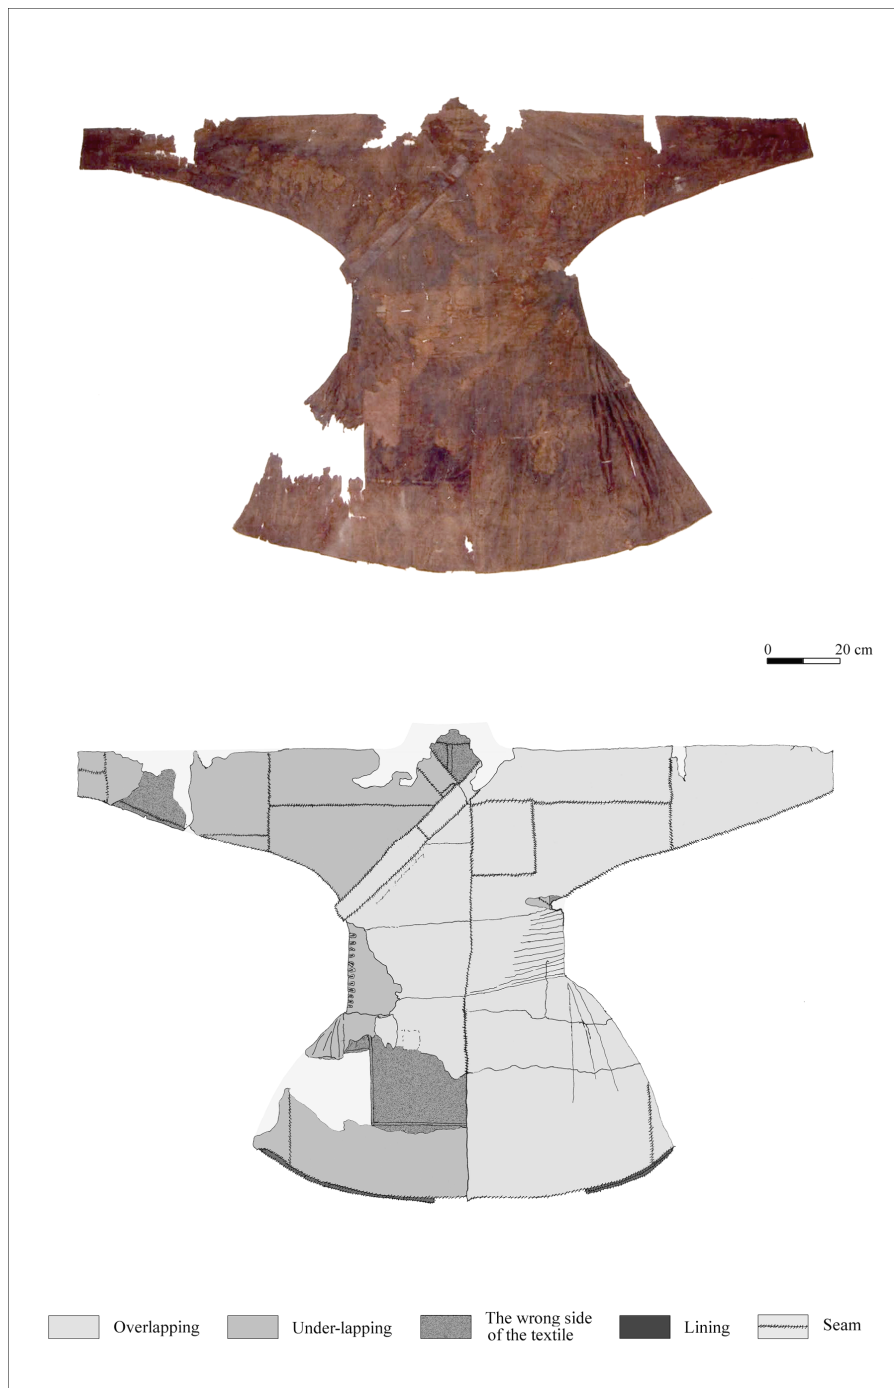 0 20 cm
Overlapping
Under-lapping
The wrong side
of the textile
Lining
Seam